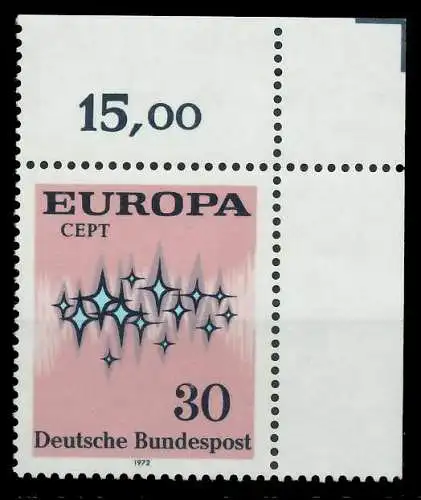 15,00
EUROPA
CEPT
30
Deutsche Bundespost
1972